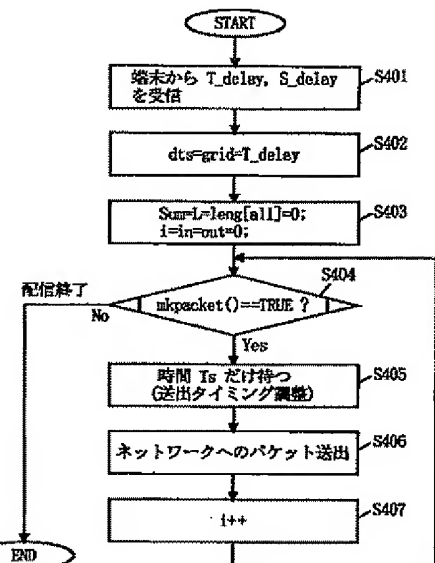 START
端末から T_delay, S_delay
を受信
S401
dts=grid=T_delay
S402
Sum=L=leng[all]=0;
i=in=out=0;
S403
S404
mkpacket()==TRUE ?
配信終了
No
Yes
時間 Ts だけ待つ
(送出タイミング調整)
S405
ネットワークへのパケット送出
S406
i++
S407
END